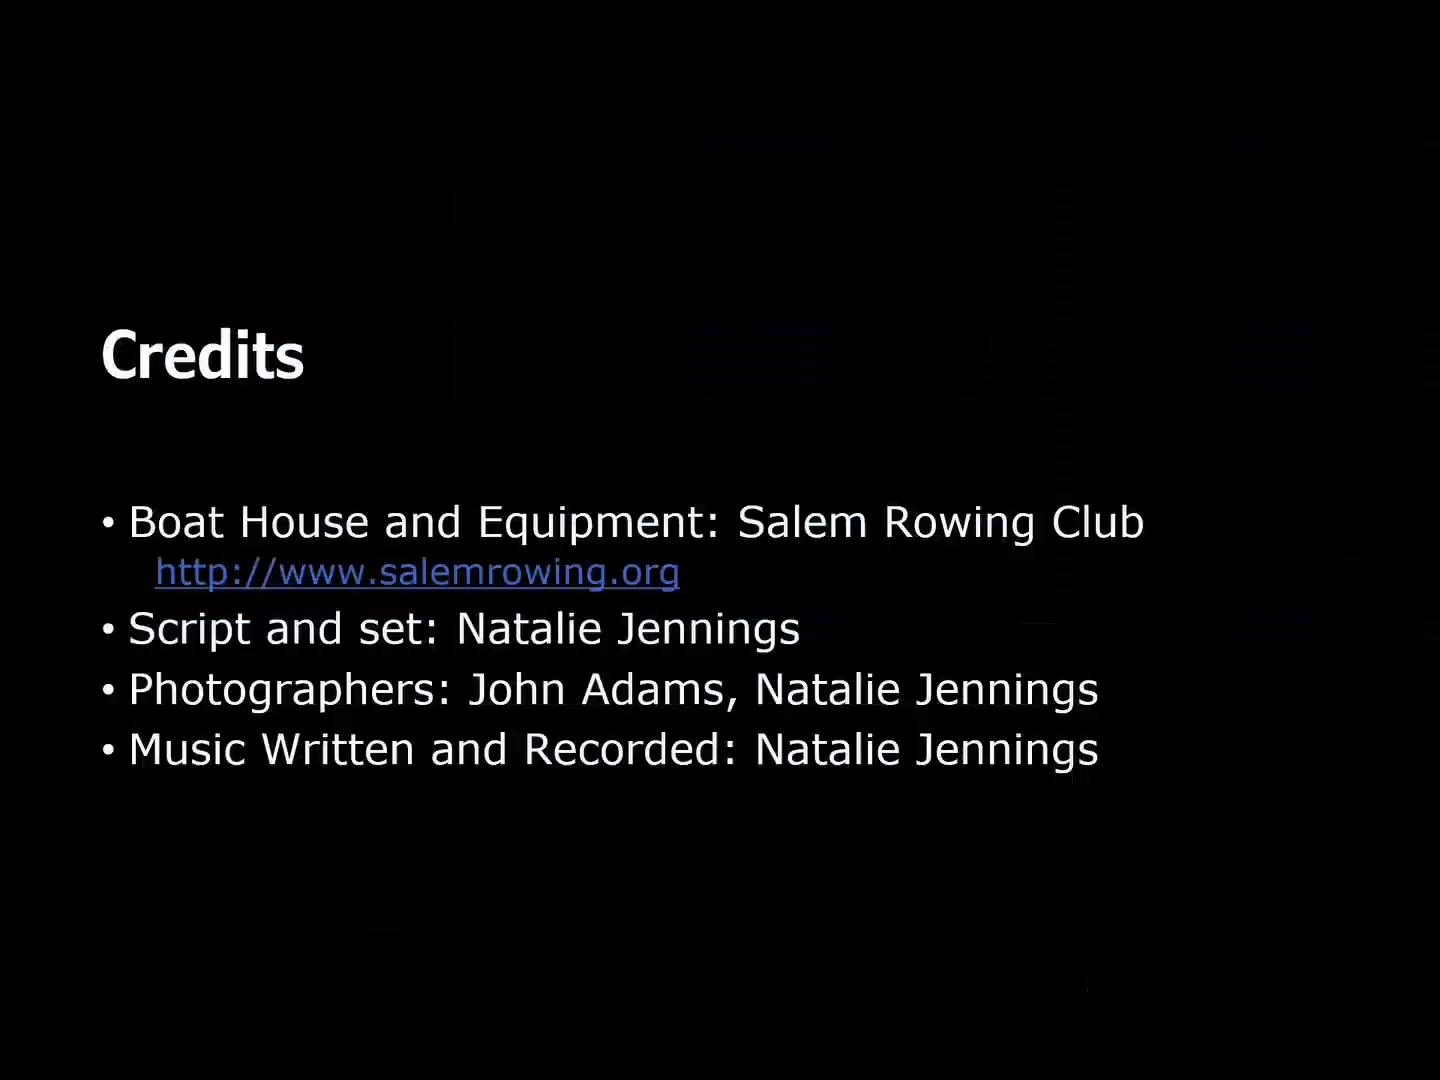 Credits
• Boat House and Equipment: Salem Rowing Club
http://www.salemrowing.org
• Script and set: Natalie Jennings
• Photographers: John Adams, Natalie Jennings
• Music Written and Recorded: Natalie Jennings